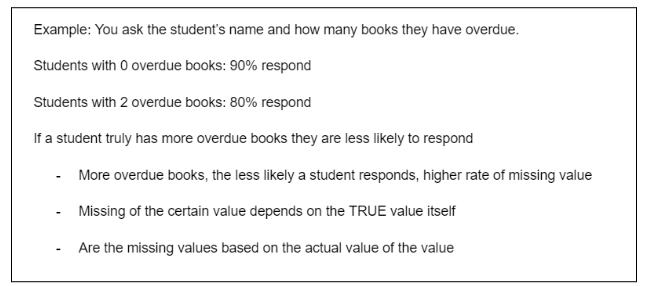 Example: You ask the student's name and how many books they have overdue.
Students with 0 overdue books: 90% respond
Students with 2 overdue books: 80% respond
If a student truly has more overdue books they are less likely to respond
- More overdue books, the less likely a student responds, higher rate of missing value
- Missing of the certain value depends on the TRUE value itself
- Are the missing values based on the actual value of the value